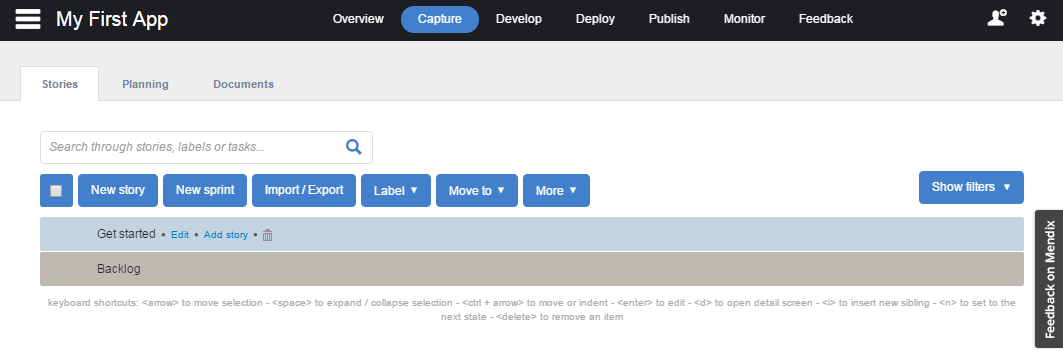 My First App
Overview Capture Develop Deploy Publish Monitor Feedback
Stories Planning Documents
Search through stories, labels or tasks...
New story New sprint Import / Export Label Move to More Show filters
Get started • Edit • Add story •
Backlog
keyboard shortcuts: <arrow> to move selection - <space> to expand / collapse selection - <ctrl + arrow> to move or indent - <enter> to edit - <d> to open detail screen - <i> to insert new sibling - <n> to set to the
next state - <delete> to remove an item
Feedback on Mendix